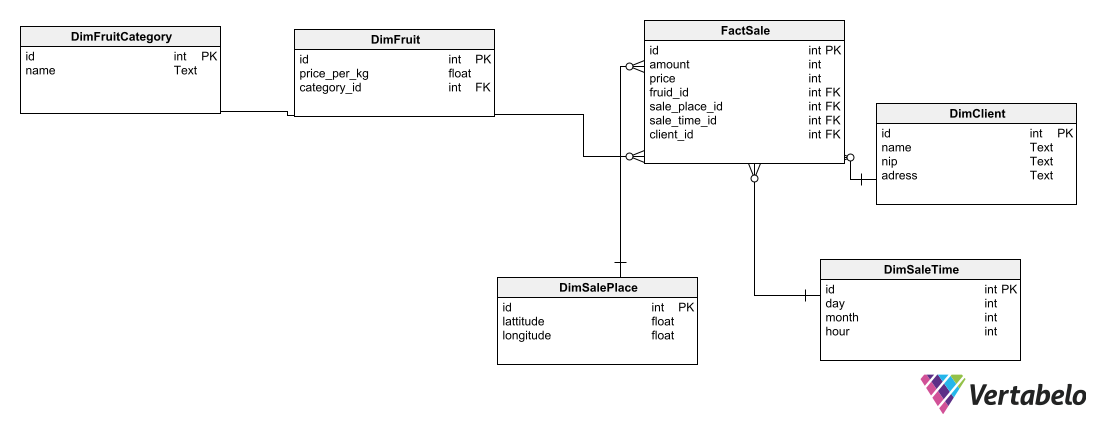 DimFruitCategory
id int PK
name Text
DimFruit
id int PK
price_per_kg float
category_id int FK
FactSale
id int PK
amount int
price int
fruid_id int FK
sale_place_id int FK
sale_time_id int FK
client_id int FK
DimClient
id int PK
name Text
nip Text
adress Text
DimSalePlace
id int PK
lattitude float
longitude float
DimSaleTime
id int PK
day int
month int
hour int
Vertabelo